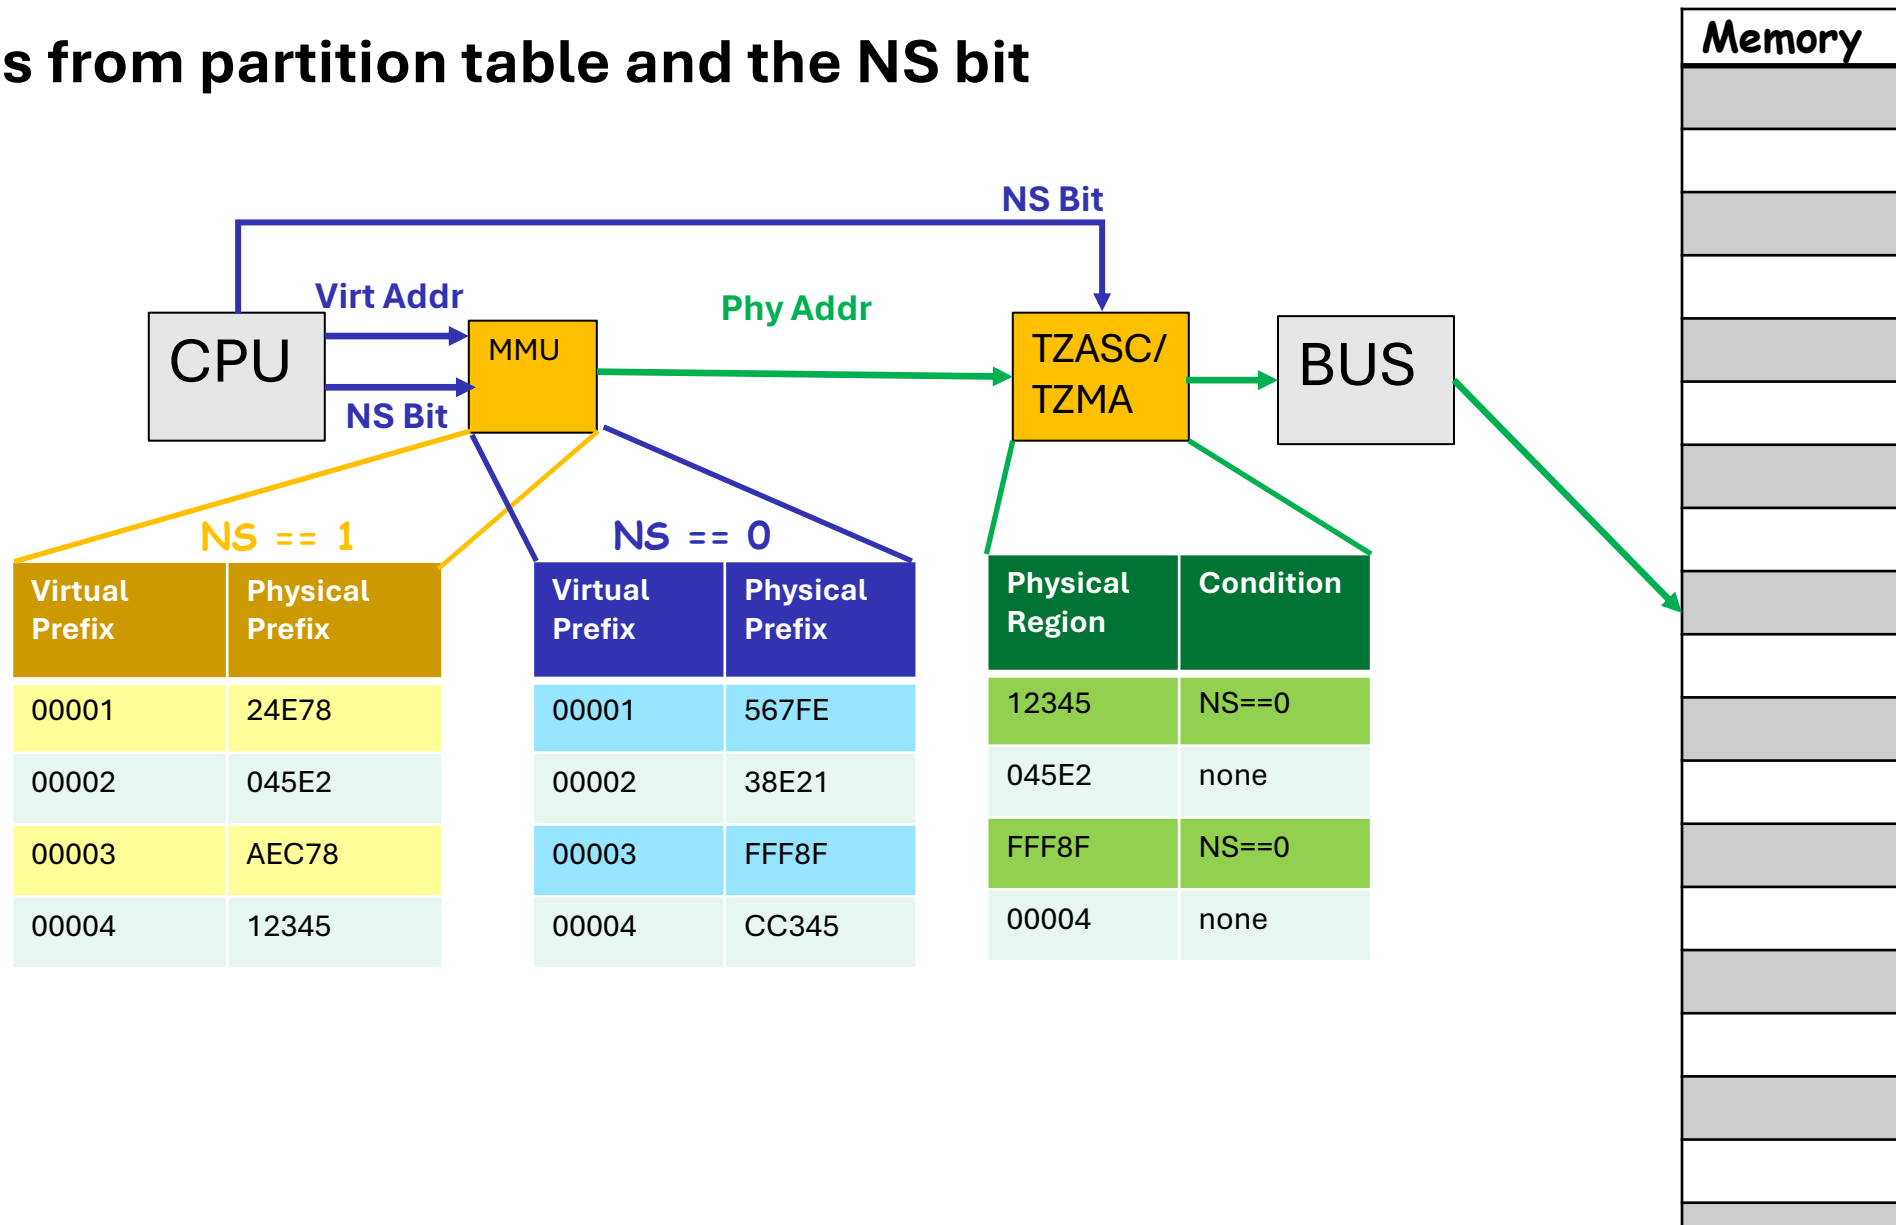 s from partition table and the NS bit
Memory
NS Bit
Virt Addr
Phy Addr
CPU
MMU
TZASC/
TZMA
BUS
NS Bit
NS == 1
NS == 0
Virtual Prefix Physical Prefix
00001 24E78
00002 045E2
00003 AEC78
00004 12345
Virtual Prefix Physical Prefix
00001 567FE
00002 38E21
00003 FFF8F
00004 CC345
Physical Region Condition
12345 NS==0
045E2 none
FFF8F NS==0
00004 none